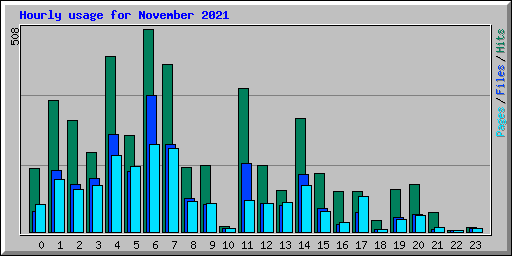 Hourly usage for November 2021
508
Pages/Files/Hits
0 1 2 3 4 5 6 7 8 9 10 11 12 13 14 15 16 17 18 19 20 21 22 23